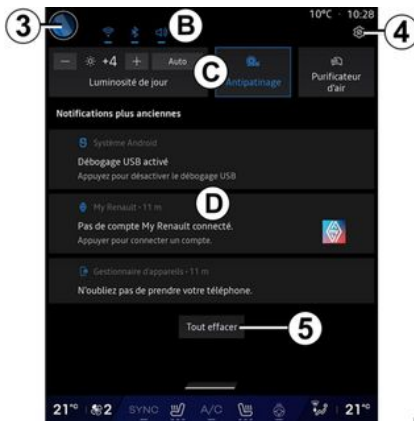 3
B
10°C · 10:28
4
— +4 + Auto
C
Luminosité de jour
Antipatinage
Purificateur
d'air
Notifications plus anciennes
Système Android
Débogage USB activé
Appuyez pour désactiver le débogage USB
My Renault · 11 m
D
Pas de compte My Renault connecté.
Appuyer pour connecter un compte.
Gestionnaire d'appareils · 11 m
N'oubliez pas de prendre votre téléphone.
Tout effacer
5
21°C 2 SYNC A/C 21°C